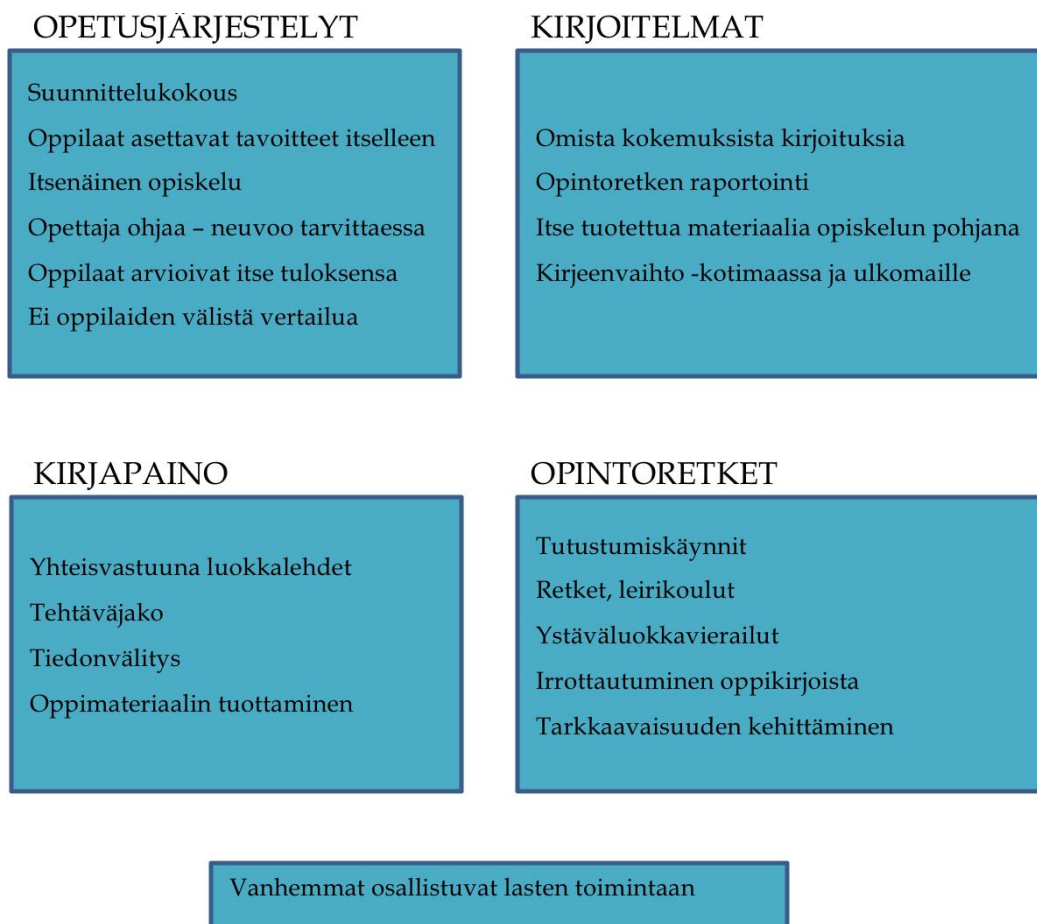 OPETUSJÄRJESTELYT
Suunnittelukokous
Oppilaat asettavat tavoitteet itselleen
Itsenäinen opiskelu
Opettaja ohjaa – neuvoo tarvittaessa
Oppilaat arvioivat itse tuloksensa
Ei oppilaiden välistä vertailua
KIRJOITELMAT
Omista kokemuksista kirjoituksia
Opintoretken raportointi
Itse tuotettua materiaalia opiskelun pohjana
Kirjeenvaihto -kotimaassa ja ulkomaille
KIRJAPAINO
Yhteisvastuuna luokkalehdet
Tehtäväjako
Tiedonvälitys
Oppimateriaalin tuottaminen
OPINTORETKET
Tutustumiskäynnit
Retket, leirikoulut
Ystäväluokkavierailut
Irrottautuminen oppikirjoista
Tarkkaavaisuuden kehittäminen
Vanhemmat osallistuvat lasten toimintaan